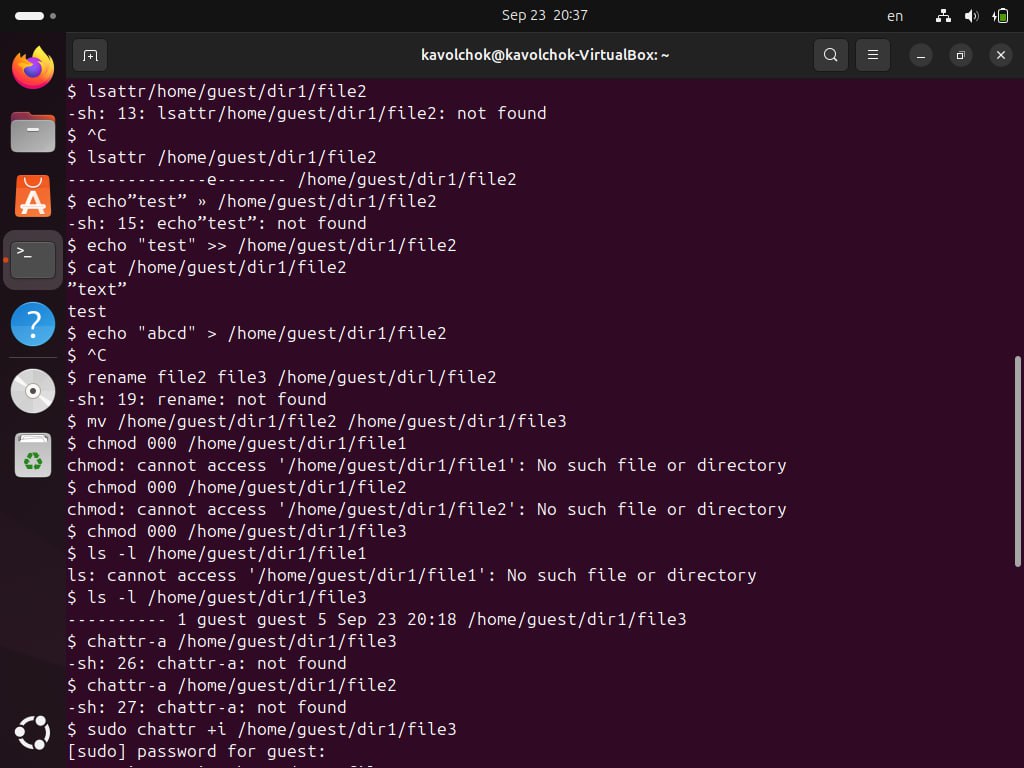 Sep 23 20:37
en
kavolchok@kavolchok-VirtualBox: ~
$ lsattr/home/guest/dir1/file2
-sh: 13: lsattr/home/guest/dir1/file2: not found
$ ^C
$ lsattr /home/guest/dir1/file2
--------------e------- /home/guest/dir1/file2
$ echo”test” » /home/guest/dir1/file2
-sh: 15: echo”test”: not found
$ echo "test" >> /home/guest/dir1/file2
$ cat /home/guest/dir1/file2
”text”
test
$ echo "abcd" > /home/guest/dir1/file2
$ ^C
$ rename file2 file3 /home/guest/dirl/file2
-sh: 19: rename: not found
$ mv /home/guest/dir1/file2 /home/guest/dir1/file3
$ chmod 000 /home/guest/dir1/file1
chmod: cannot access '/home/guest/dir1/file1': No such file or directory
$ chmod 000 /home/guest/dir1/file2
chmod: cannot access '/home/guest/dir1/file2': No such file or directory
$ chmod 000 /home/guest/dir1/file3
$ ls -l /home/guest/dir1/file1
ls: cannot access '/home/guest/dir1/file1': No such file or directory
$ ls -l /home/guest/dir1/file3
---------- 1 guest guest 5 Sep 23 20:18 /home/guest/dir1/file3
$ chattr-a /home/guest/dir1/file3
-sh: 26: chattr-a: not found
$ chattr-a /home/guest/dir1/file2
-sh: 27: chattr-a: not found
$ sudo chattr +i /home/guest/dir1/file3
[sudo] password for guest: